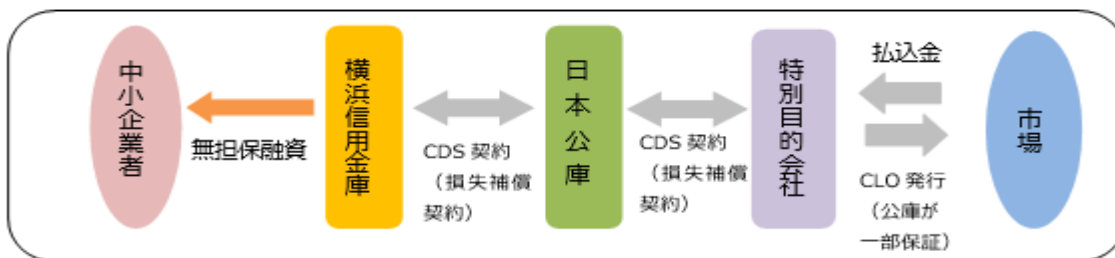 中小企業者
無担保融資
横浜信用金庫
CDS 契約
（損失補償
契約）
日本公庫
CDS 契約
（損失補償
契約）
特別目的会社
払込金
CLO 発行
（公庫が
一部保証）
市場